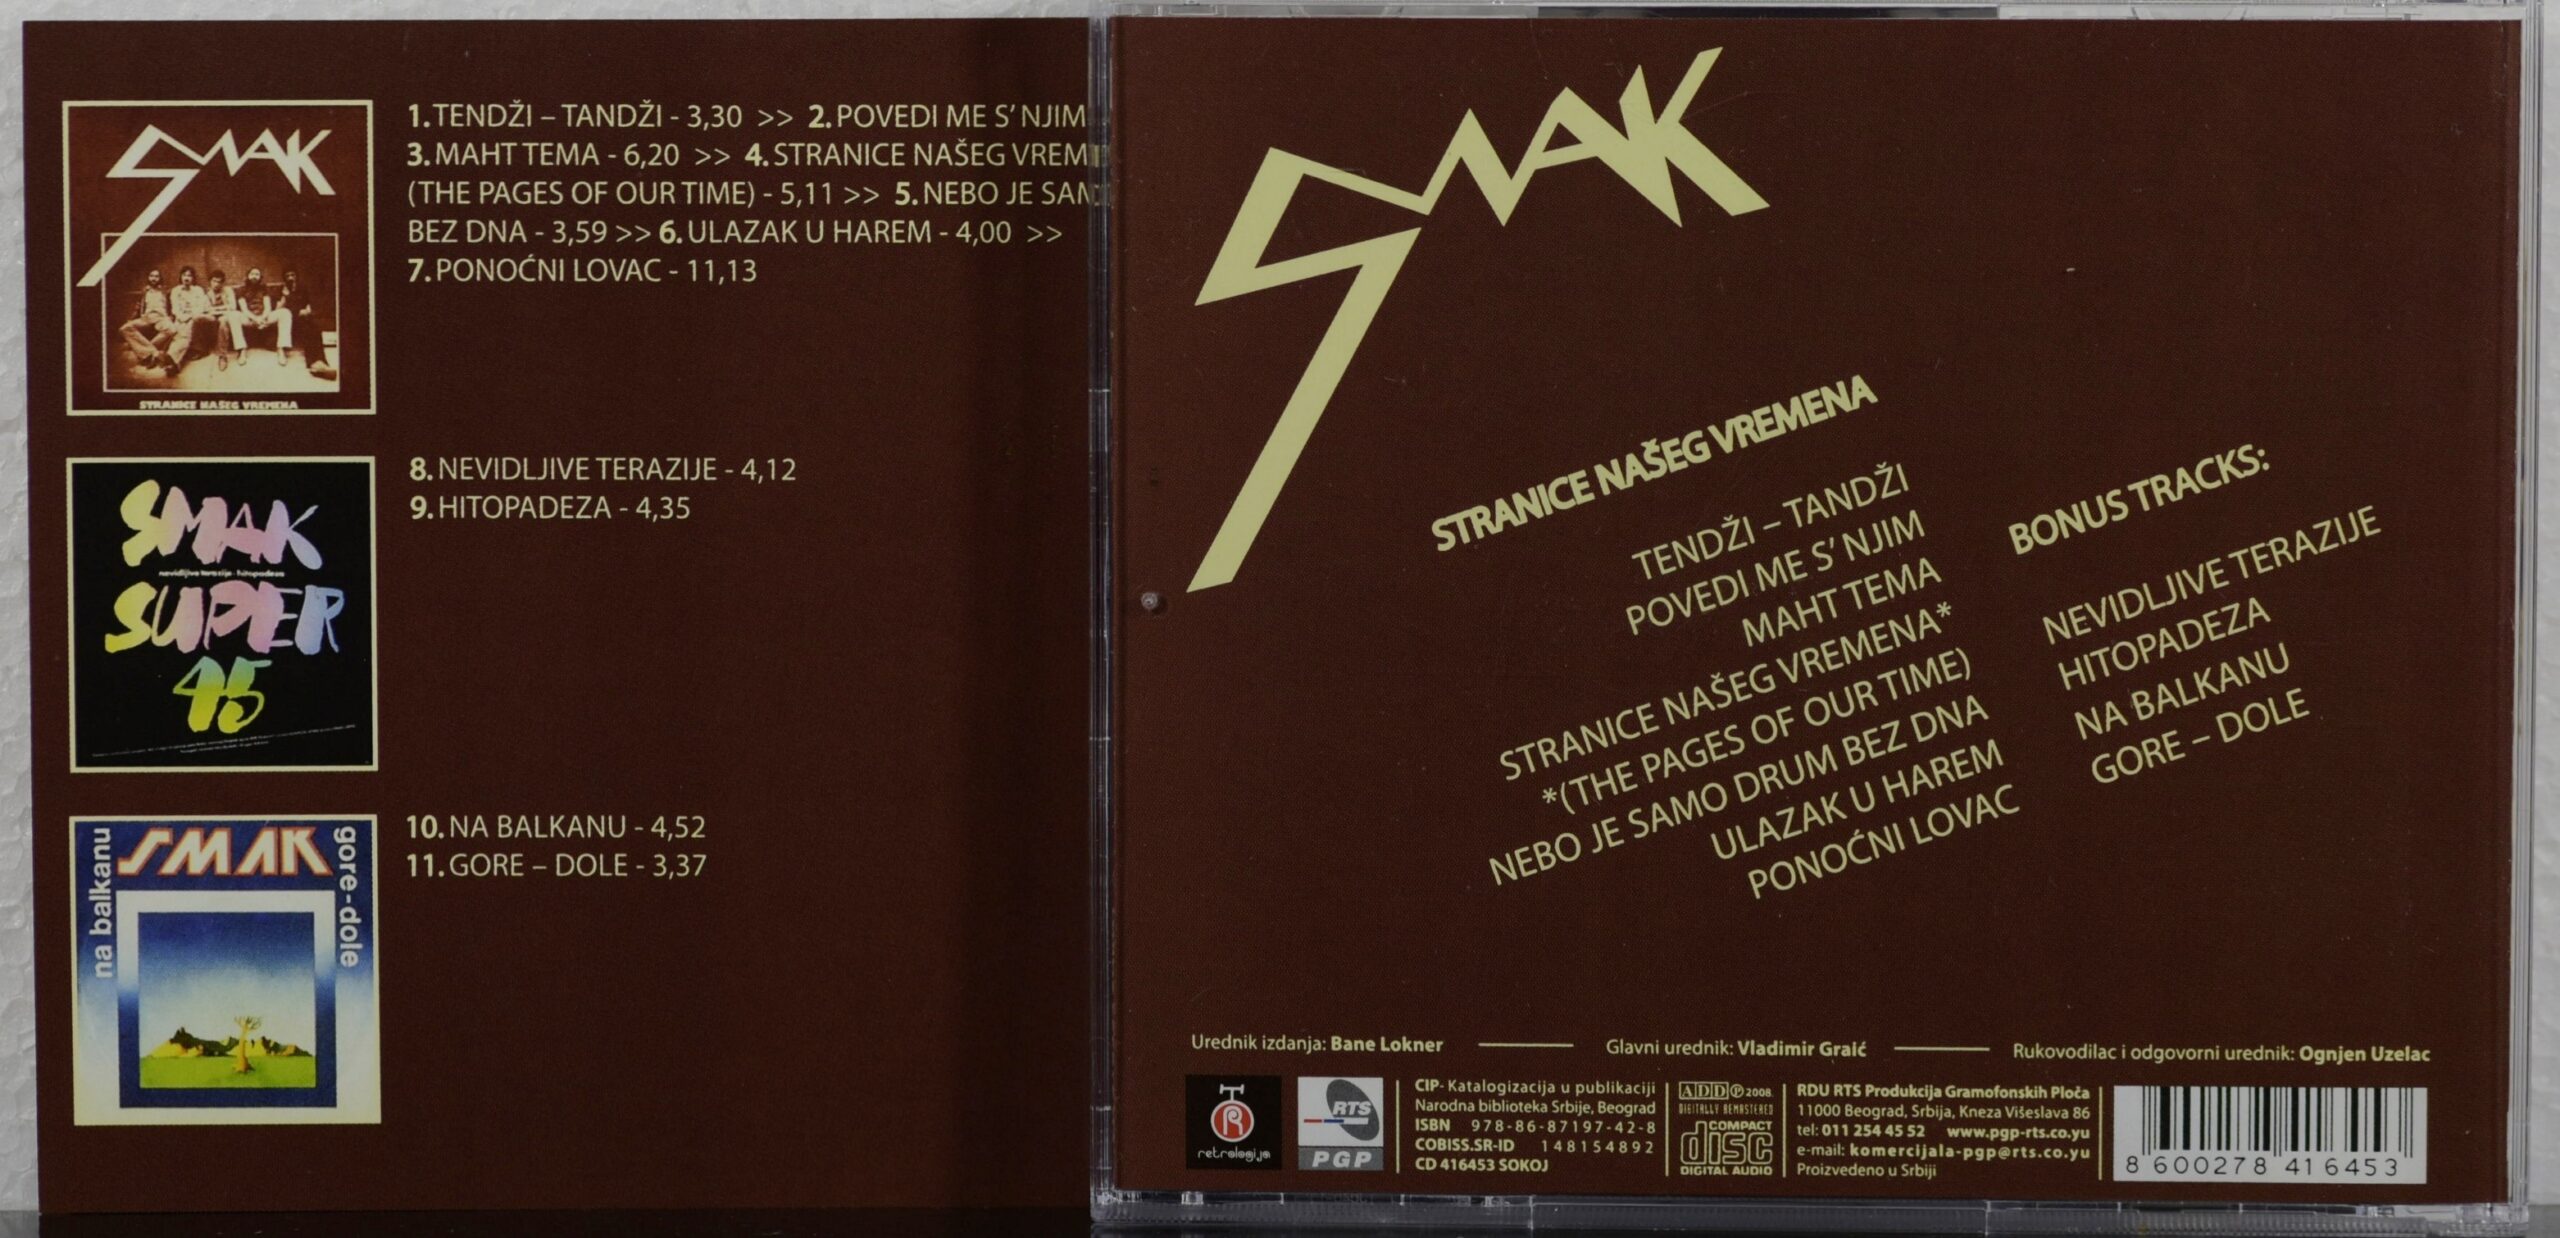 SMAK
STRANICE NAŠEG VREMENA
1. TENDŽI – TANDŽI - 3,30 >> 2. POVEDI ME S' NJIM
3. MAHT TEMA - 6,20 >> 4. STRANICE NAŠEG VREM
(THE PAGES OF OUR TIME) - 5,11 >> 5. NEBO JE SAM
BEZ DNA - 3,59 >> 6. ULAZAK U HAREM - 4,00 >>
7. PONOĆNI LOVAC - 11,13
SMAK
nevidljive terazije - hitopadeza
SUPER
45
8. NEVIDLJIVE TERAZIJE - 4,12
9. HITOPADEZA - 4,35
SMAK
na balkanu
gore-dole
10. NA BALKANU - 4,52
11. GORE – DOLE - 3,37
SMAK
STRANICE NAŠEG VREMENA
TENDŽI – TANDŽI
POVEDI ME S' NJIM
MAHT TEMA
STRANICE NAŠEG VREMENA*
*(THE PAGES OF OUR TIME)
NEBO JE SAMO DRUM BEZ DNA
ULAZAK U HAREM
PONOĆNI LOVAC
BONUS TRACKS:
NEVIDLJIVE TERAZIJE
HITOPADEZA
NA BALKANU
GORE – DOLE
Urednik izdanja: Bane Lokner
Glavni urednik: Vladimir Graić
Rukovodilac i odgovorni urednik: Ognjen Uzelac
R
retrologija
RTS
PGP
CIP- Katalogizacija u publikaciji
Narodna biblioteka Srbije, Beograd
ISBN 978-86-87197-42-8
COBISS.SR-ID 148154892
CD 416453 SOKOJ
ADD ℗ 2008.
DIGITALLY REMASTERED
COMPACT
disc
DIGITAL AUDIO
RDU RTS Produkcija Gramofonskih Ploča
11000 Beograd, Srbija, Kneza Višeslava 86
tel: 011 254 45 52 www.pgp-rts.co.yu
e-mail: komercijala-pgp@rts.co.yu
Proizvedeno u Srbiji
8 600278 416453